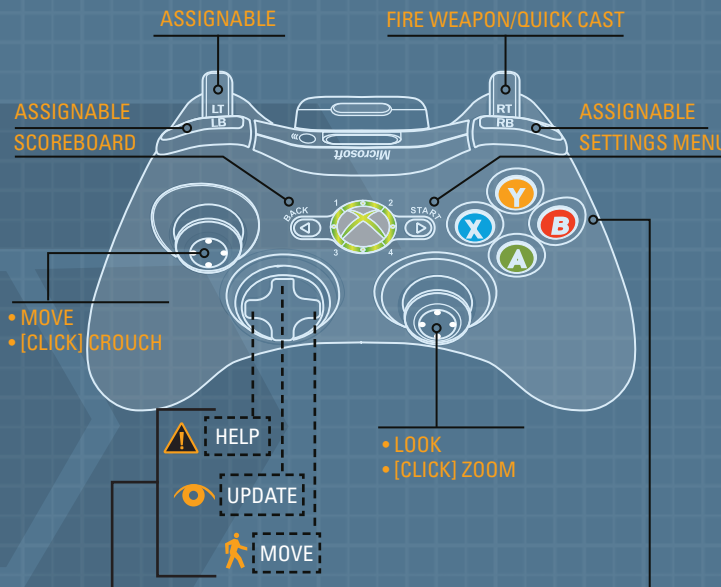 ASSIGNABLE
FIRE WEAPON/QUICK CAST
LT
RT
ASSIGNABLE
LB
RB
ASSIGNABLE
SCOREBOARD
SETTINGS MENU
Microsoft
BACK
1
2
START
3
4
Y
X
B
A
• MOVE
• [CLICK] CROUCH
• LOOK
• [CLICK] ZOOM
HELP
UPDATE
MOVE